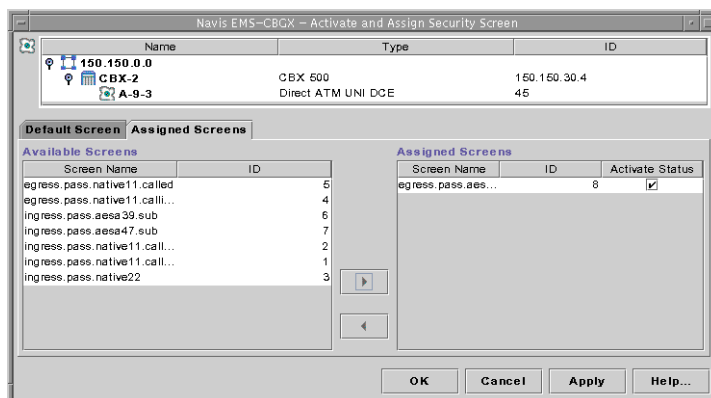 Navis EMS-CBGX - Activate and Assign Security Screen
Name Type ID
150.150.0.0
CBX-2 CBX 500 150.150.30.4
A-9-3 Direct ATM UNI DCE 45
Default Screen Assigned Screens
Available Screens Assigned Screens
Screen Name ID Screen Name ID Activate Status
egress.pass.native11.called 5 egress.pass.aes... 8
egress.pass.native11.calli... 4
ingress.pass.aesa39.sub 6
ingress.pass.aesa47.sub 7
ingress.pass.native11.call... 2
ingress.pass.native11.call... 1
ingress.pass.native22 3
OK Cancel Apply Help...